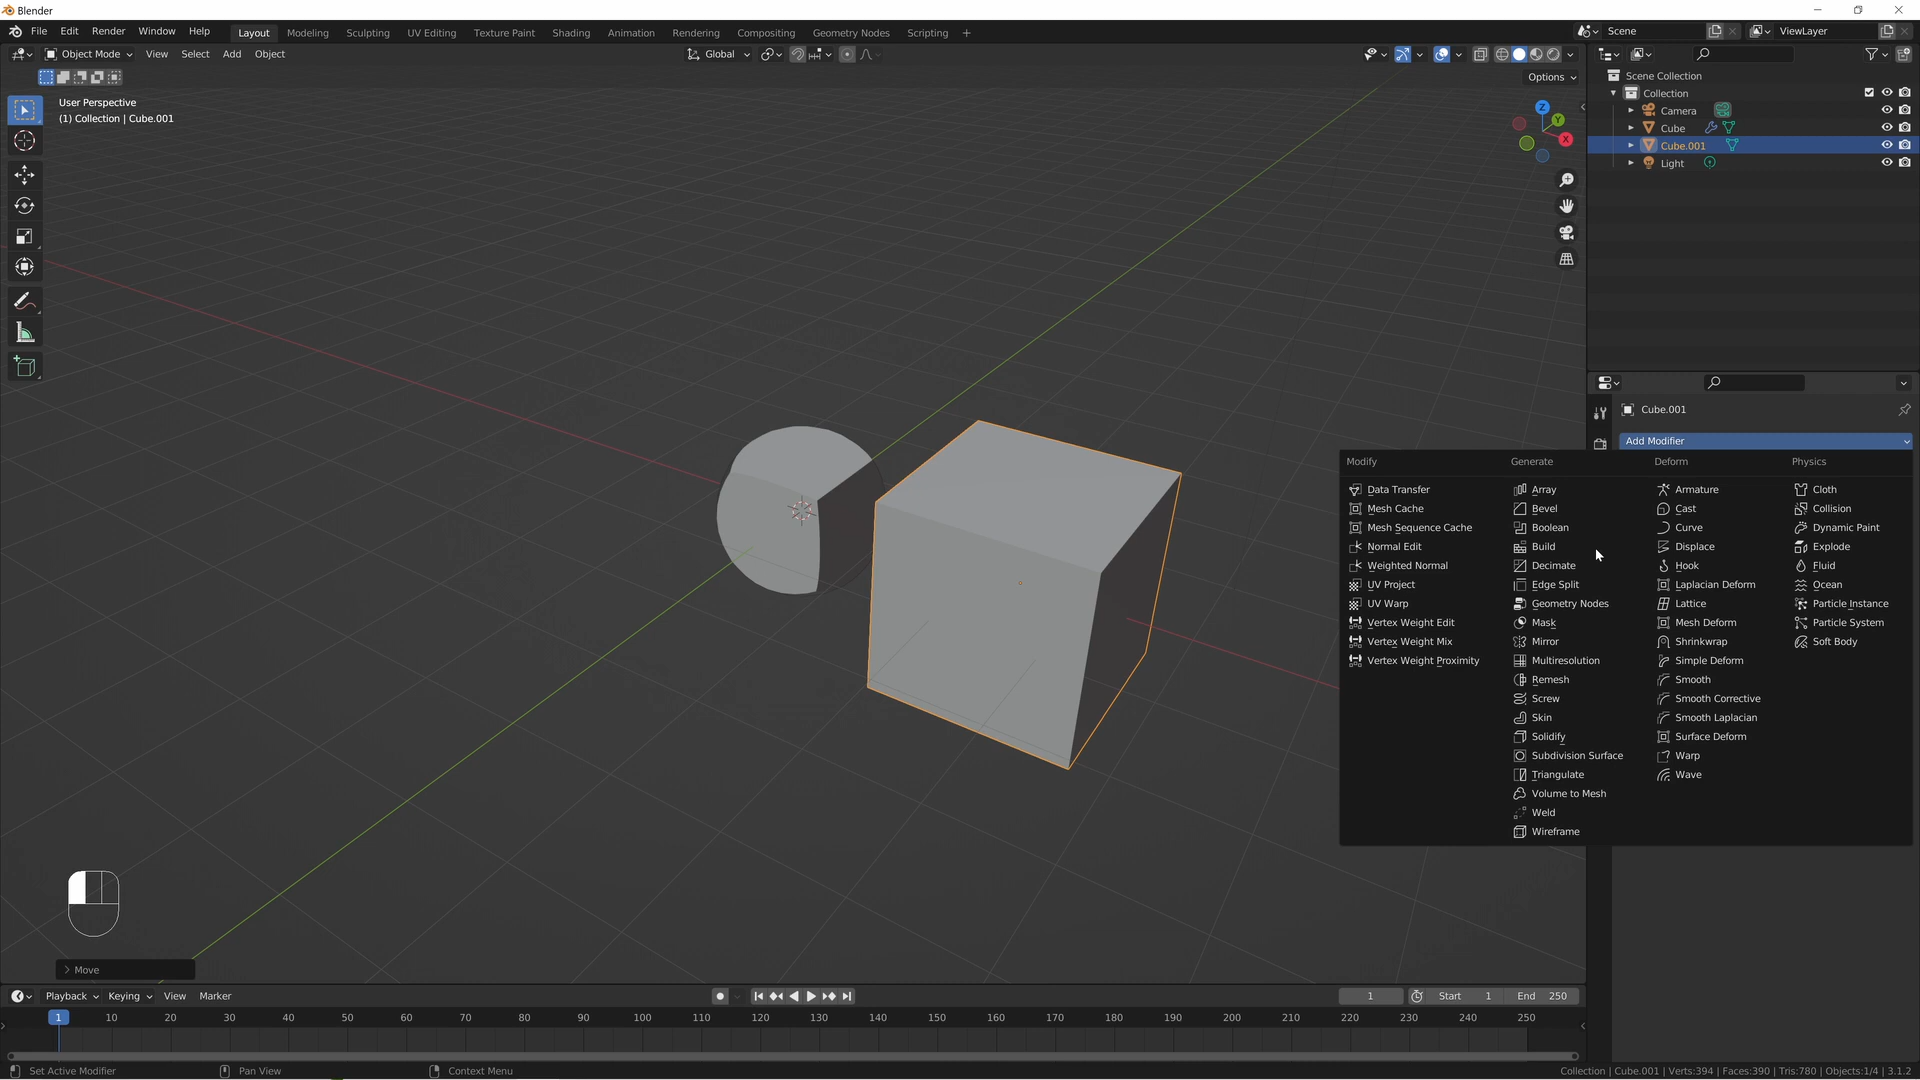 Blender
File Edit Render Window Help Layout Modeling Sculpting UV Editing Texture Paint Shading Animation Rendering Compositing Geometry Nodes Scripting + Scene ViewLayer
Object Mode View Select Add Object Global
Options
User Perspective
(1) Collection | Cube.001
Z
Y
X
Scene Collection
Collection
Camera
Cube
Cube.001
Light
Cube.001
Add Modifier
Modify Generate Deform Physics
Data Transfer Array Armature Cloth
Mesh Cache Bevel Cast Collision
Mesh Sequence Cache Boolean Curve Dynamic Paint
Normal Edit Build Displace Explode
Weighted Normal Decimate Hook Fluid
UV Project Edge Split Laplacian Deform Ocean
UV Warp Geometry Nodes Lattice Particle Instance
Vertex Weight Edit Mask Mesh Deform Particle System
Vertex Weight Mix Mirror Shrinkwrap Soft Body
Vertex Weight Proximity Multiresolution Simple Deform
Remesh Smooth
Screw Smooth Corrective
Skin Smooth Laplacian
Solidify Surface Deform
Subdivision Surface Warp
Triangulate Wave
Volume to Mesh
Weld
Wireframe
Move
Playback Keying View Marker 1 Start 1 End 250
1 10 20 30 40 50 60 70 80 90 100 110 120 130 140 150 160 170 180 190 200 210 220 230 240 250
Set Active Modifier Pan View Context Menu Collection | Cube.001 | Verts:394 | Faces:390 | Tris:780 | Objects:1/4 | 3.1.2